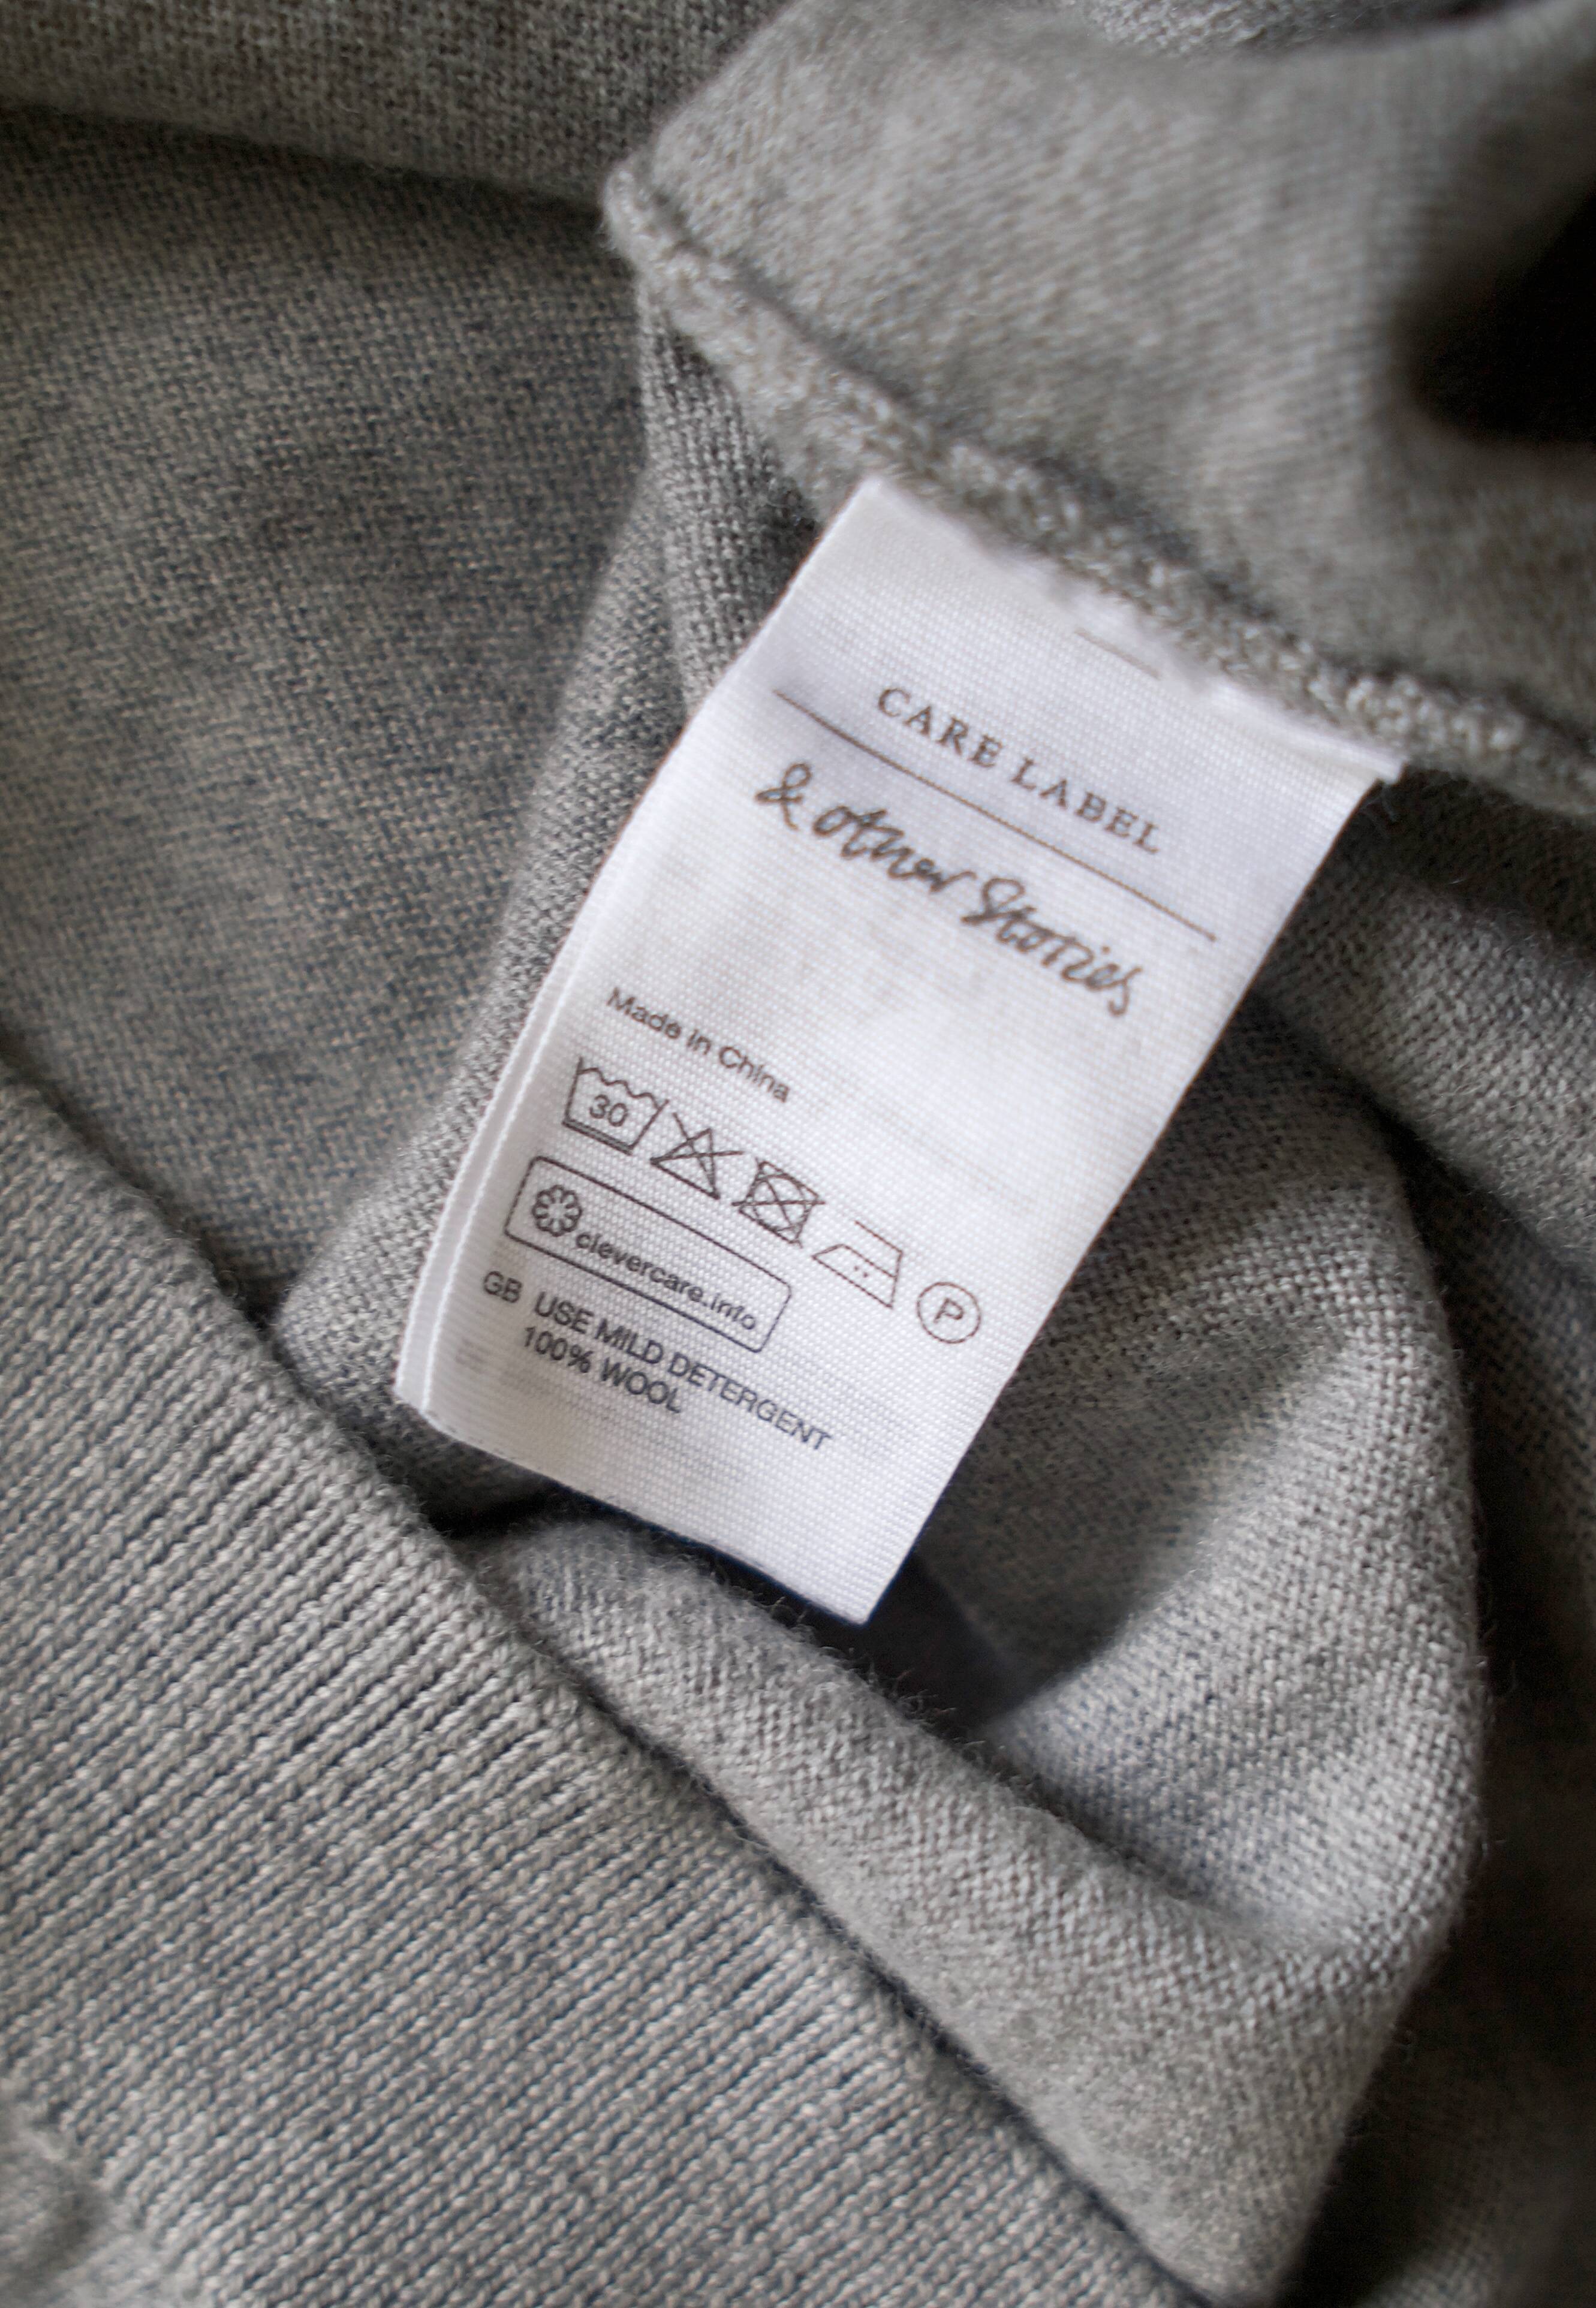 CARE LABEL
& other Stories
Made in China
30
P
clevercare.info
GB USE MILD DETERGENT
100% WOOL